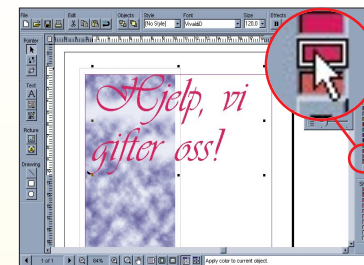 File Edit Objects Style Font Size Effects
[No Style] VivaldiD 120.0
Pointer
Text
A
Picture
Drawing
Hjelp, vi
gifter oss!
1 of 1 84% Apply color to current object.